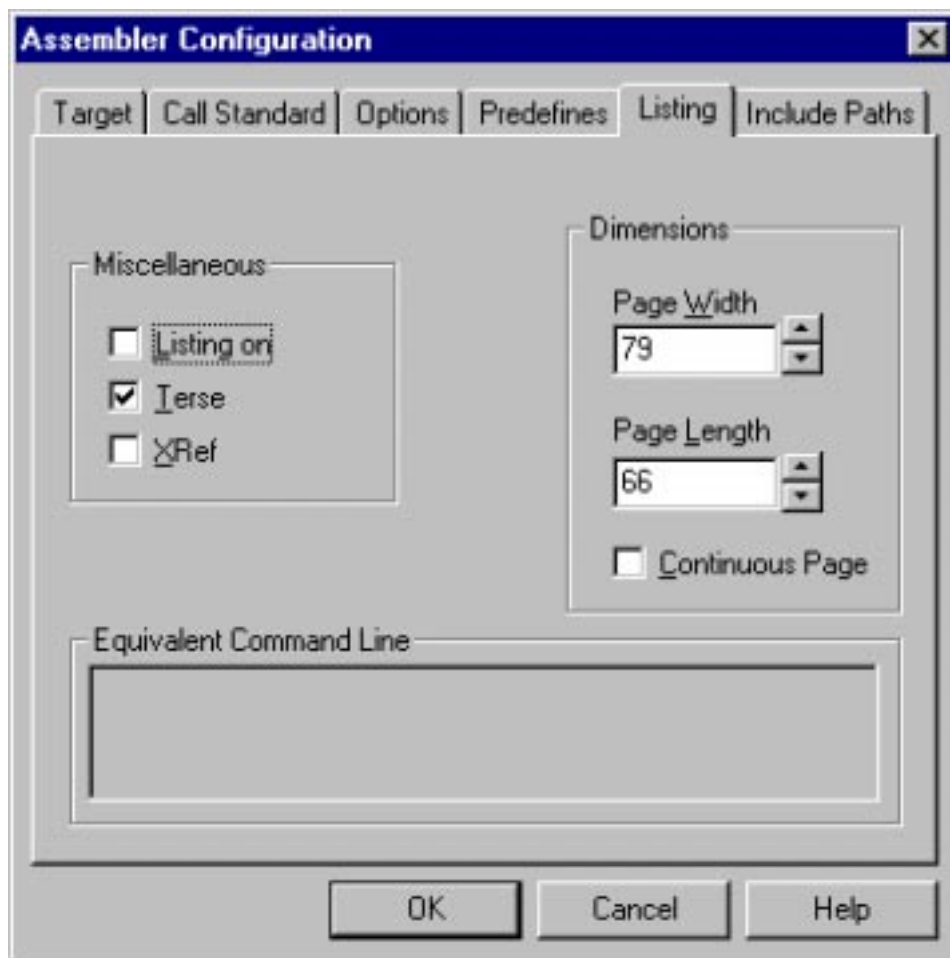 Assembler Configuration
Target
Call Standard
Options
Predefines
Listing
Include Paths
Miscellaneous
Listing on
Terse
XRef
Dimensions
Page Width
79
Page Length
66
Continuous Page
Equivalent Command Line
OK
Cancel
Help